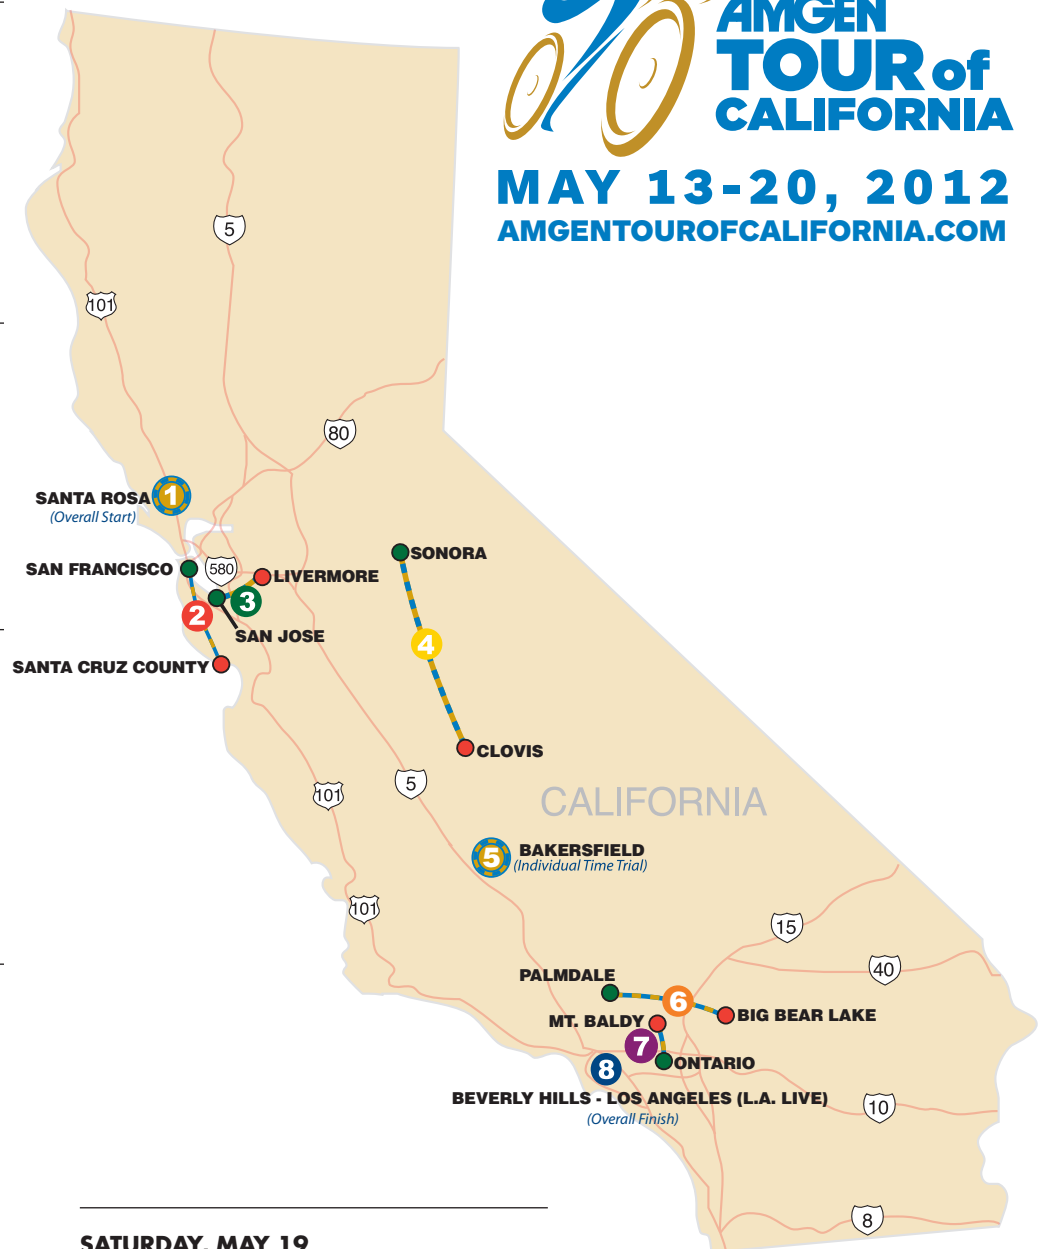 AMGEN
TOUR of
CALIFORNIA
MAY 13-20, 2012
AMGENTOUROFCALIFORNIA.COM
5
101
80
SANTA ROSA
1
(Overall Start)
SAN FRANCISCO
580
LIVERMORE
SONORA
2
3
SAN JOSE
4
SANTA CRUZ COUNTY
CLOVIS
101
5
CALIFORNIA
5
BAKERSFIELD
(Individual Time Trial)
101
15
40
PALMDALE
6
BIG BEAR LAKE
MT. BALDY
7
8
ONTARIO
BEVERLY HILLS - LOS ANGELES (L.A. LIVE)
(Overall Finish)
10
8
SATURDAY, MAY 19